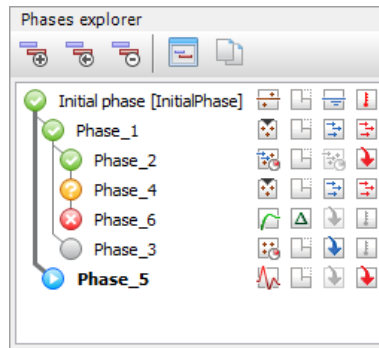 Phases explorer
Initial phase [InitialPhase]
Phase_1
Phase_2
Phase_4
Phase_6
Phase_3
Phase_5